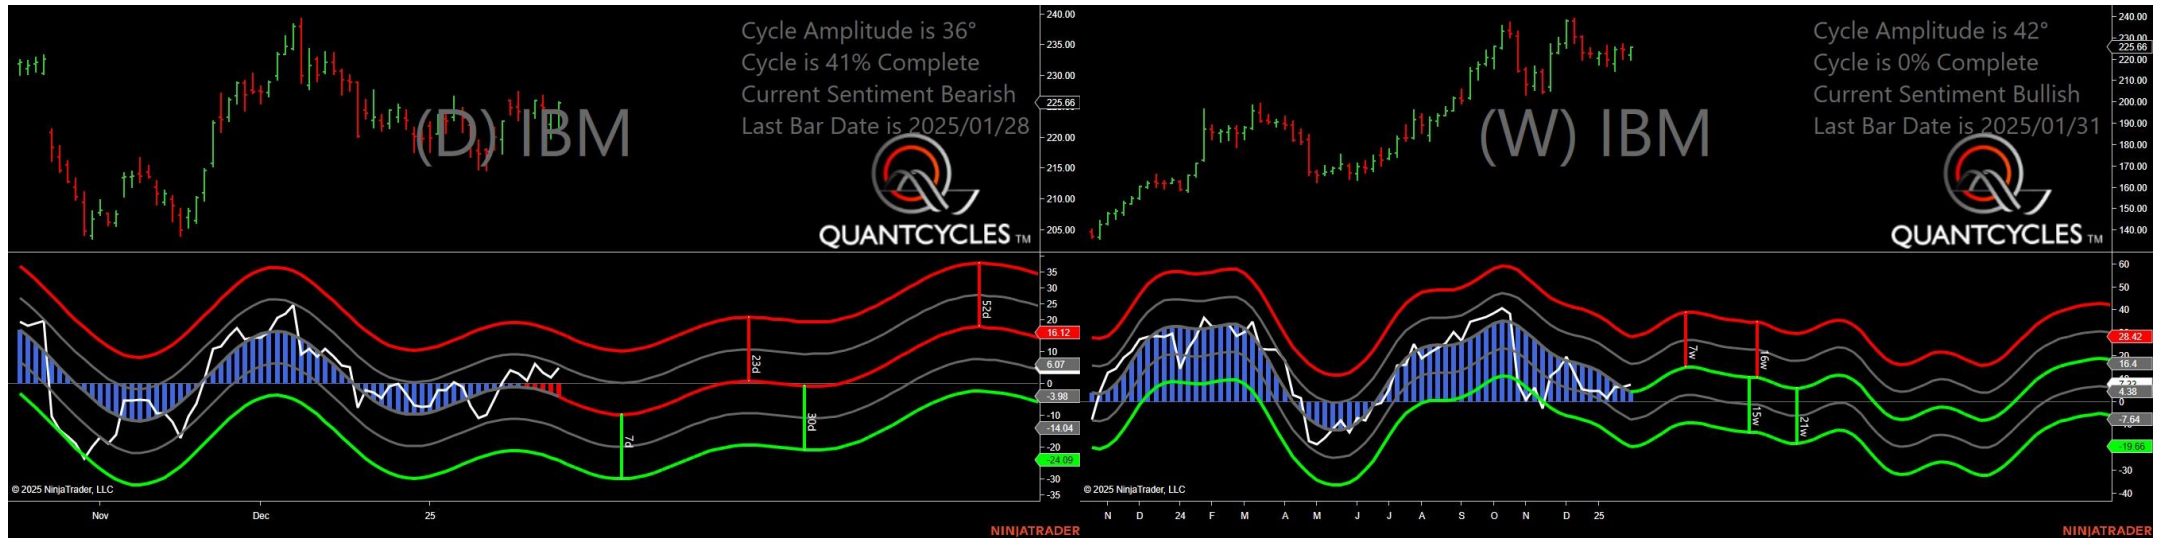 Cycle Amplitude is 36°
Cycle is 41% Complete
Current Sentiment Bearish
Last Bar Date is 2025/01/28
(D) IBM
QUANTCYCLES TM
240.00
235.00
230.00
225.66
220.00
215.00
210.00
205.00
35
30
25
20
16.12
10
6.07
0
-3.98
-10
-14.04
-20
-24.09
-30
-35
7d
23d
30d
52d
© 2025 NinjaTrader, LLC
Nov
Dec
25
NINJATRADER
Cycle Amplitude is 42°
Cycle is 0% Complete
Current Sentiment Bullish
Last Bar Date is 2025/01/31
(W) IBM
QUANTCYCLES TM
240.00
230.00
225.66
220.00
210.00
200.00
190.00
180.00
170.00
160.00
150.00
140.00
60
50
40
28.42
20
16.4
4.38
0
-7.64
-19.66
-30
-40
7w
16w
15w
21w
© 2025 NinjaTrader, LLC
N D 24 F M A M J J A S O N D 25
NINJATRADER